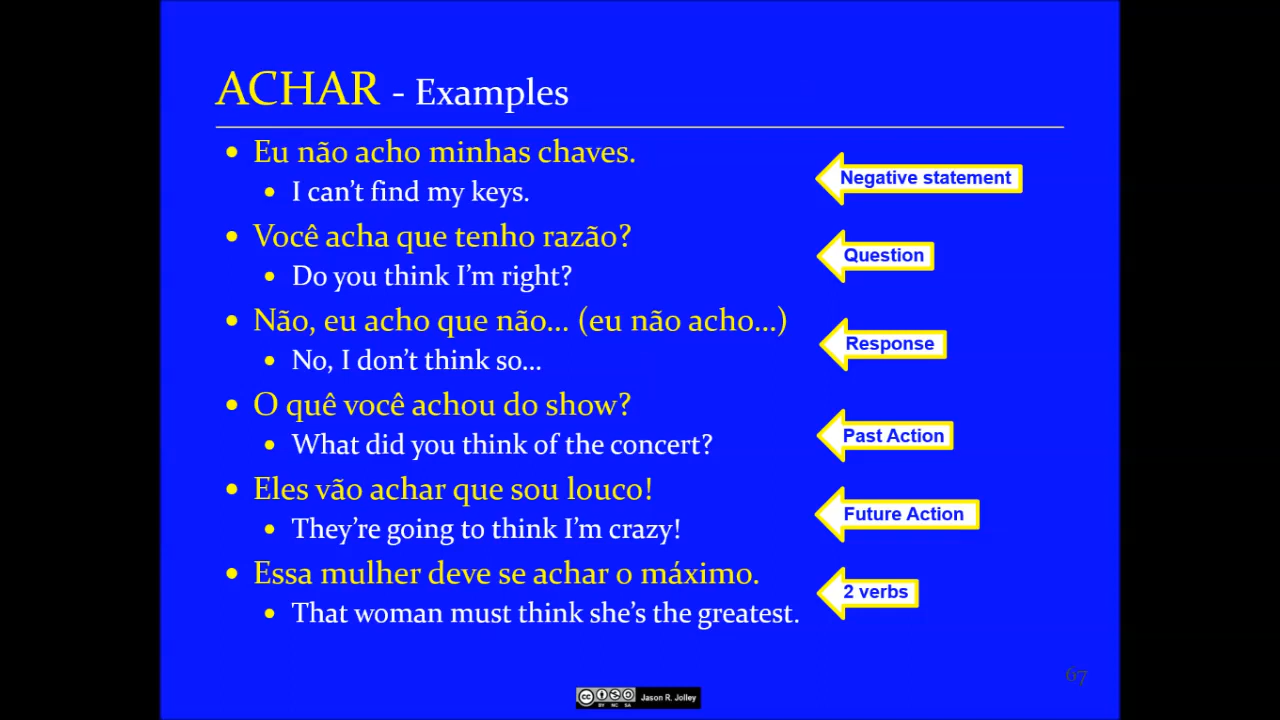 ACHAR - Examples
• Eu não acho minhas chaves.
• I can't find my keys.
Negative statement
• Você acha que tenho razão?
• Do you think I'm right?
Question
• Não, eu acho que não... (eu não acho...)
• No, I don't think so...
Response
• O quê você achou do show?
• What did you think of the concert?
Past Action
• Eles vão achar que sou louco!
• They're going to think I'm crazy!
Future Action
• Essa mulher deve se achar o máximo.
• That woman must think she's the greatest.
2 verbs
67
cc BY NC SA Jason R. Jolley